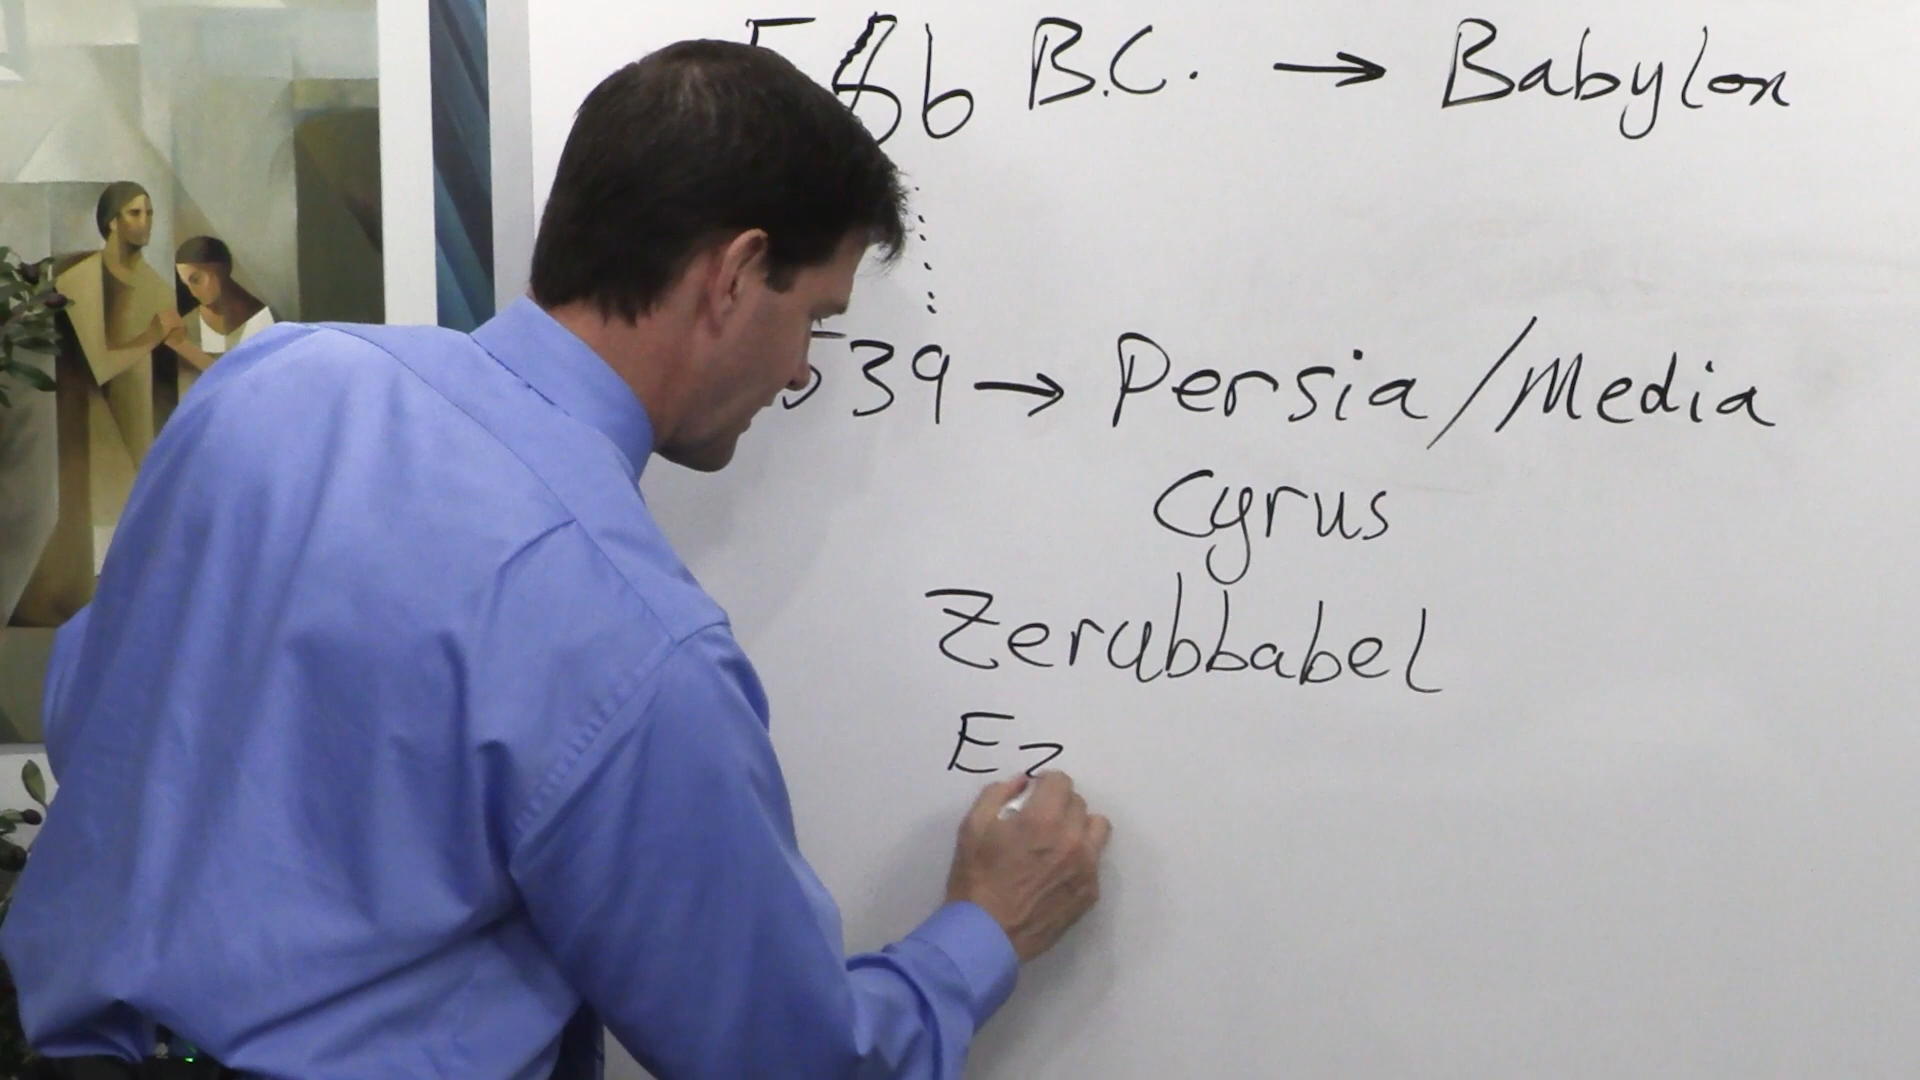 586 B.C. → Babylon
539 → Persia/Media
Cyrus
Zerubbabel
Ez